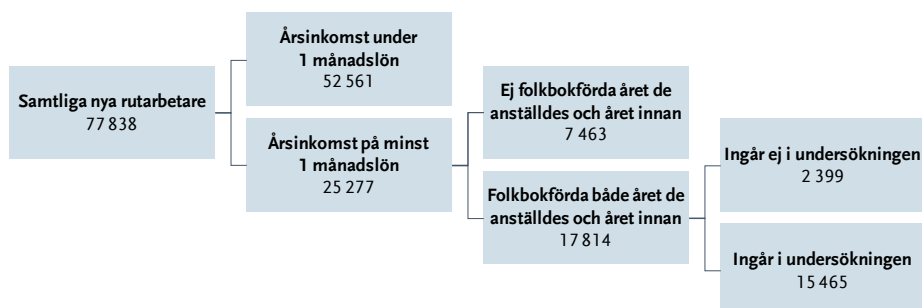 Samtliga nya rutarbetare
77 838
Årsinkomst under
1 månadslön
52 561
Årsinkomst på minst
1 månadslön
25 277
Ej folkbokförda året de
anställdes och året innan
7 463
Folkbokförda både året de
anställdes och året innan
17 814
Ingår ej i undersökningen
2 399
Ingår i undersökningen
15 465